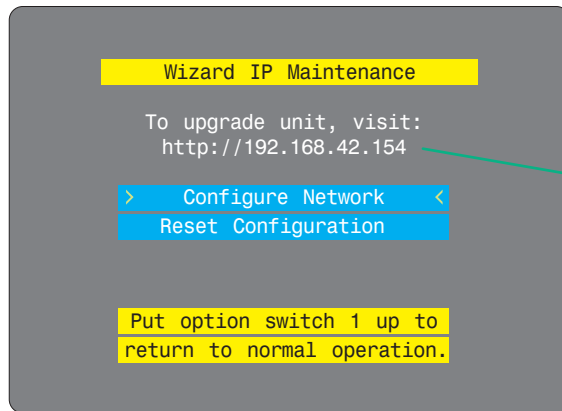 Wizard IP Maintenance
To upgrade unit, visit:
http://192.168.42.154
> Configure Network <
Reset Configuration
Put option switch 1 up to
return to normal operation.